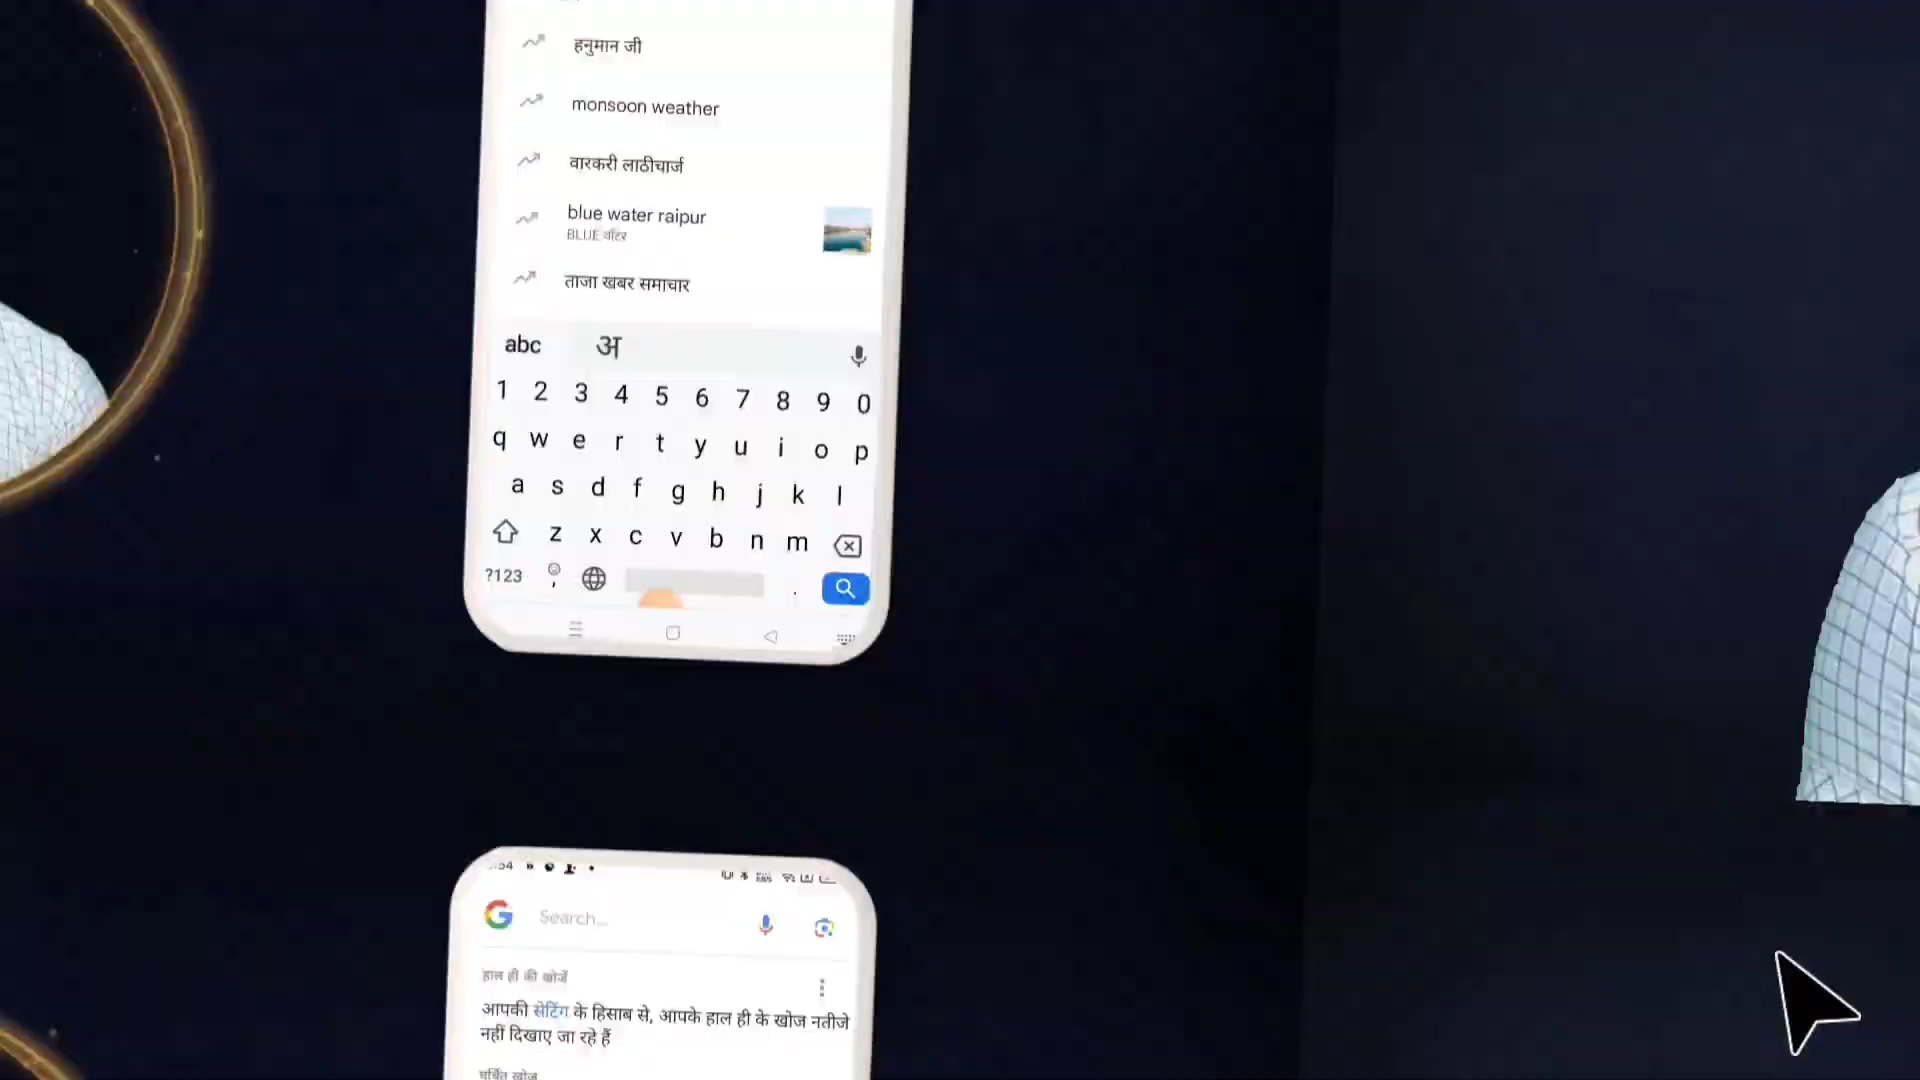 हनुमान जी
monsoon weather
वारकरी लाठीचार्ज
blue water raipur
BLUE वॉटर
ताजा खबर समाचार
abc अ
1 2 3 4 5 6 7 8 9 0
q w e r t y u i o p
a s d f g h j k l
z x c v b n m
?123 , .
Search...
हाल ही की खोजें
आपकी सेटिंग के हिसाब से, आपके हाल ही के खोज नतीजे
नहीं दिखाए जा रहे हैं
चर्चित खोज